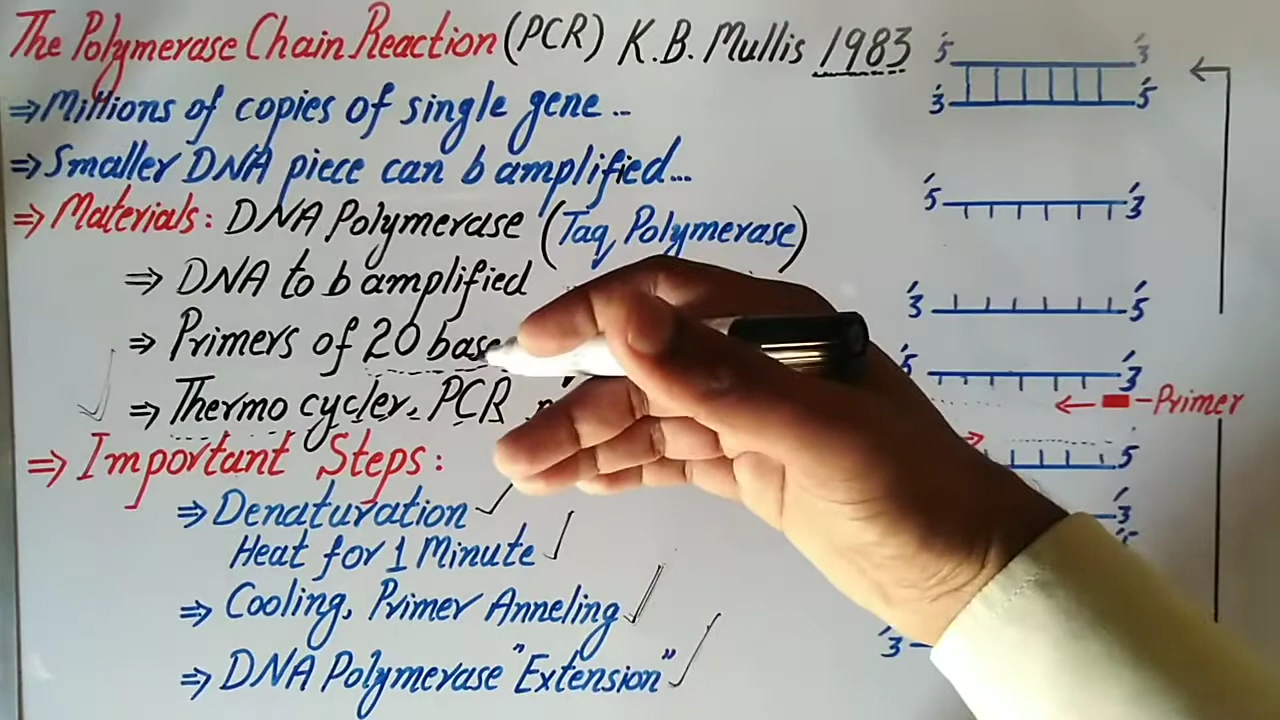 The Polymerase Chain Reaction (PCR) K.B. Mullis 1983
⇒ Millions of copies of single gene..
⇒ Smaller DNA piece can b amplified...
⇒ Materials: DNA Polymerase (Taq Polymerase)
⇒ DNA to b amplified
⇒ Primers of 20 base
⇒ Thermo cycler, PCR
⇒ Important Steps:
⇒ Denaturation
Heat for 1 Minute
⇒ Cooling, Primer Anneling
⇒ DNA Polymerase "Extension"
'5 '3
'3 '5
'5 '3
'3 '5
'5 '3
Primer
'5
'3
'3